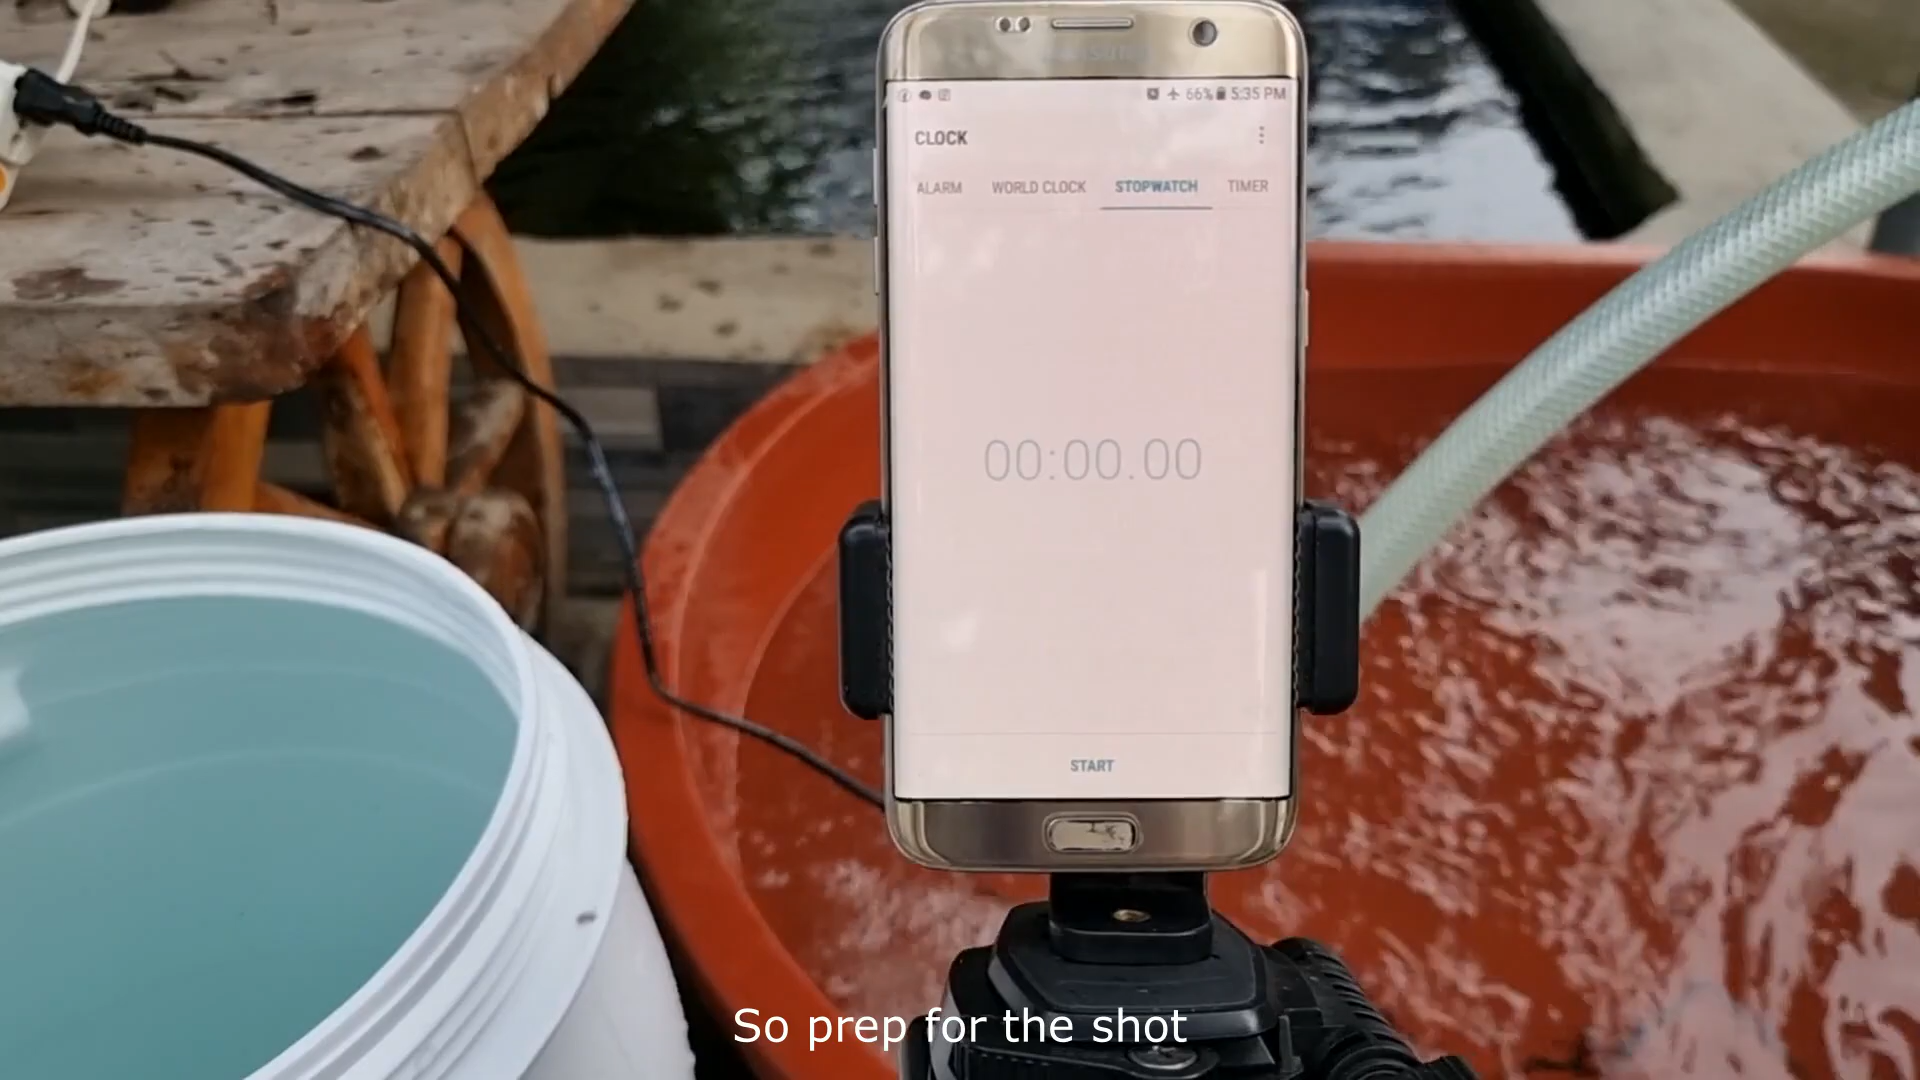 SAMSUNG
66% 5:35 PM
CLOCK
ALARM WORLD CLOCK STOPWATCH TIMER
00:00.00
START
So prep for the shot